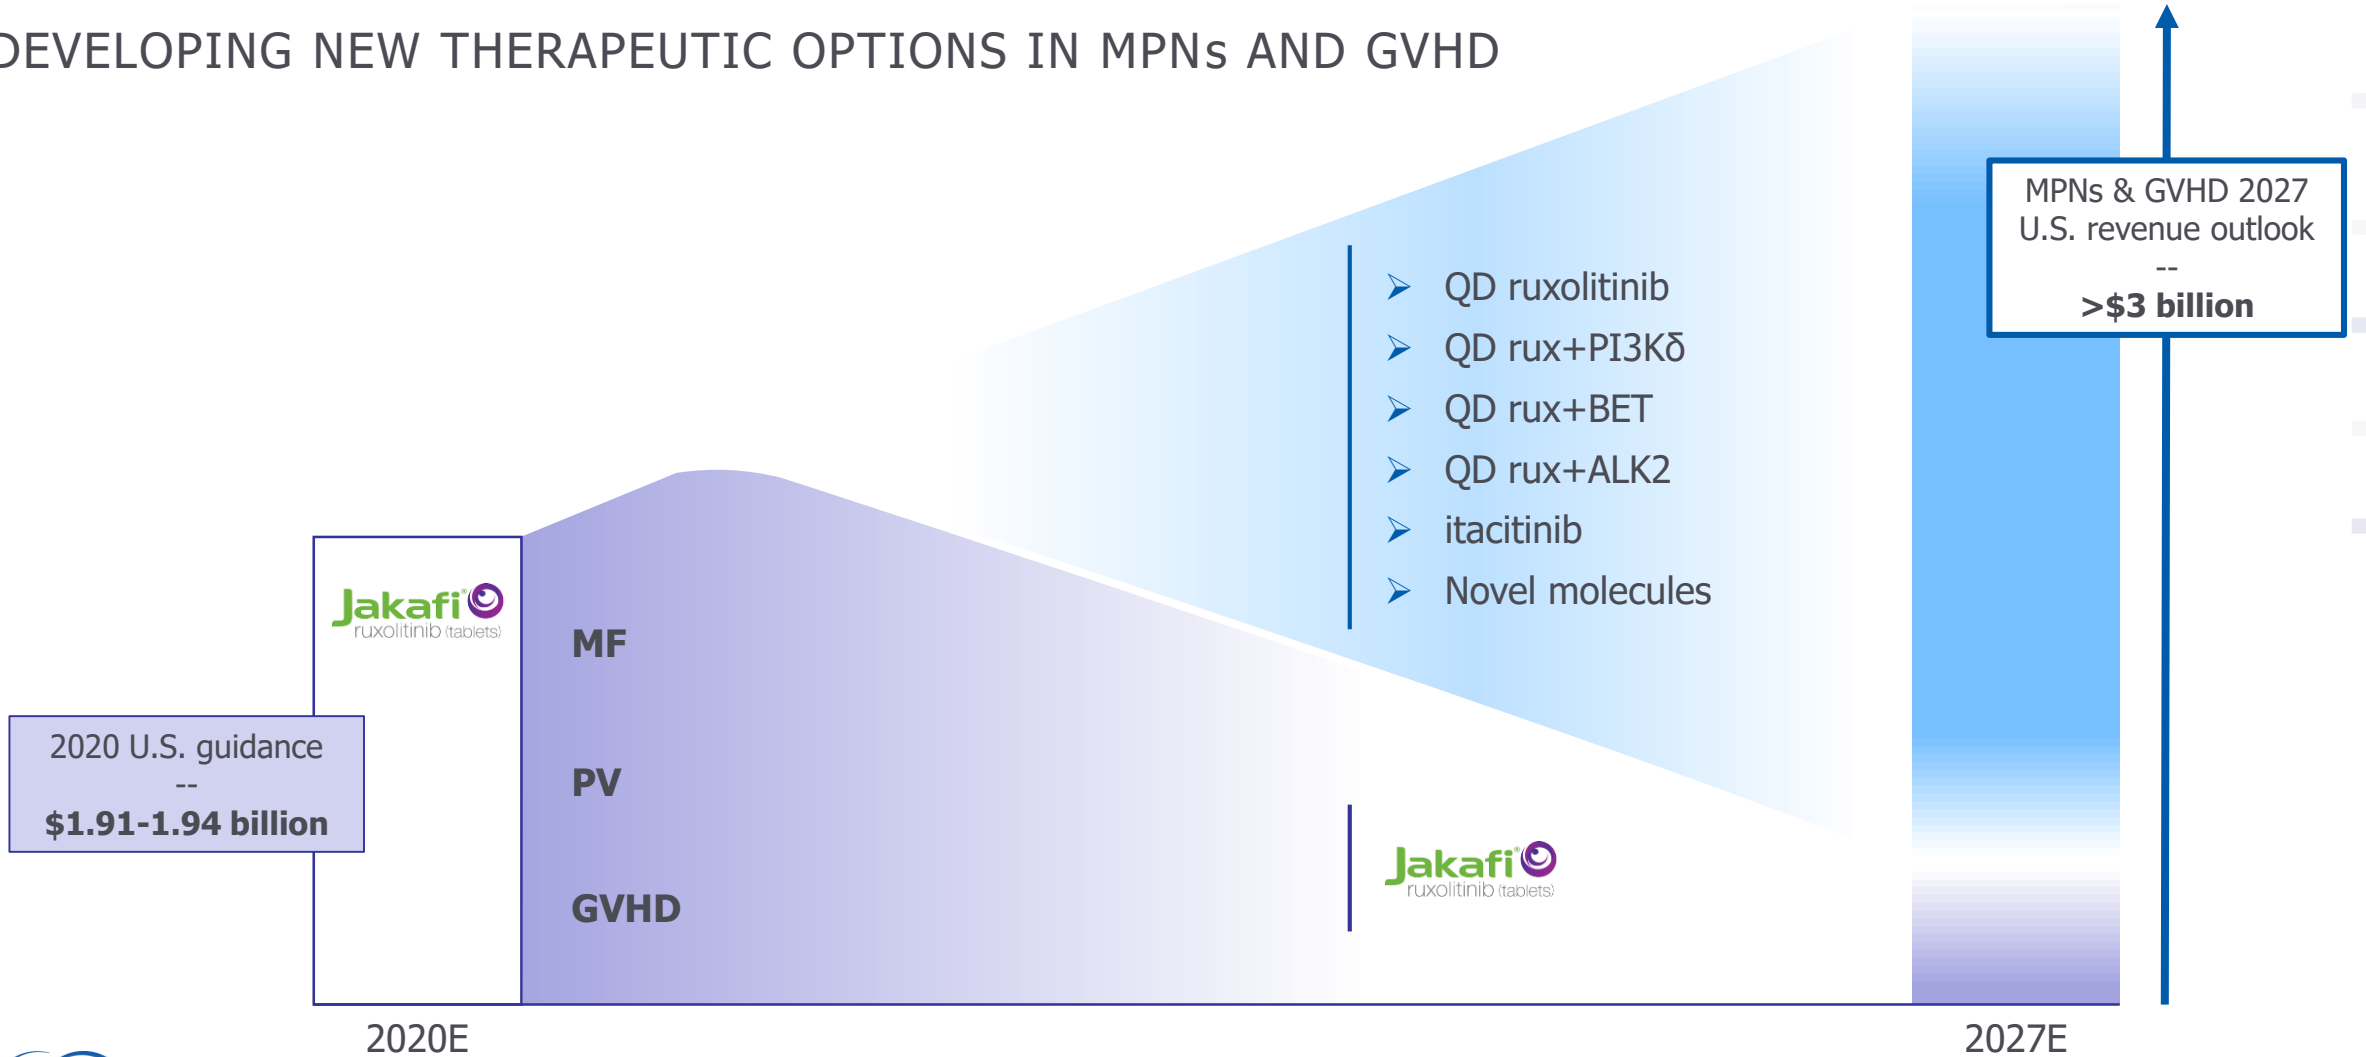 DEVELOPING NEW THERAPEUTIC OPTIONS IN MPNs AND GVHD
MPNs & GVHD 2027
U.S. revenue outlook
--
>$3 billion
➢ QD ruxolitinib
➢ QD rux+PI3Kδ
➢ QD rux+BET
➢ QD rux+ALK2
➢ itacitinib
➢ Novel molecules
Jakafi®
ruxolitinib (tablets)
MF
PV
GVHD
2020 U.S. guidance
--
$1.91-1.94 billion
Jakafi®
ruxolitinib (tablets)
2020E
2027E